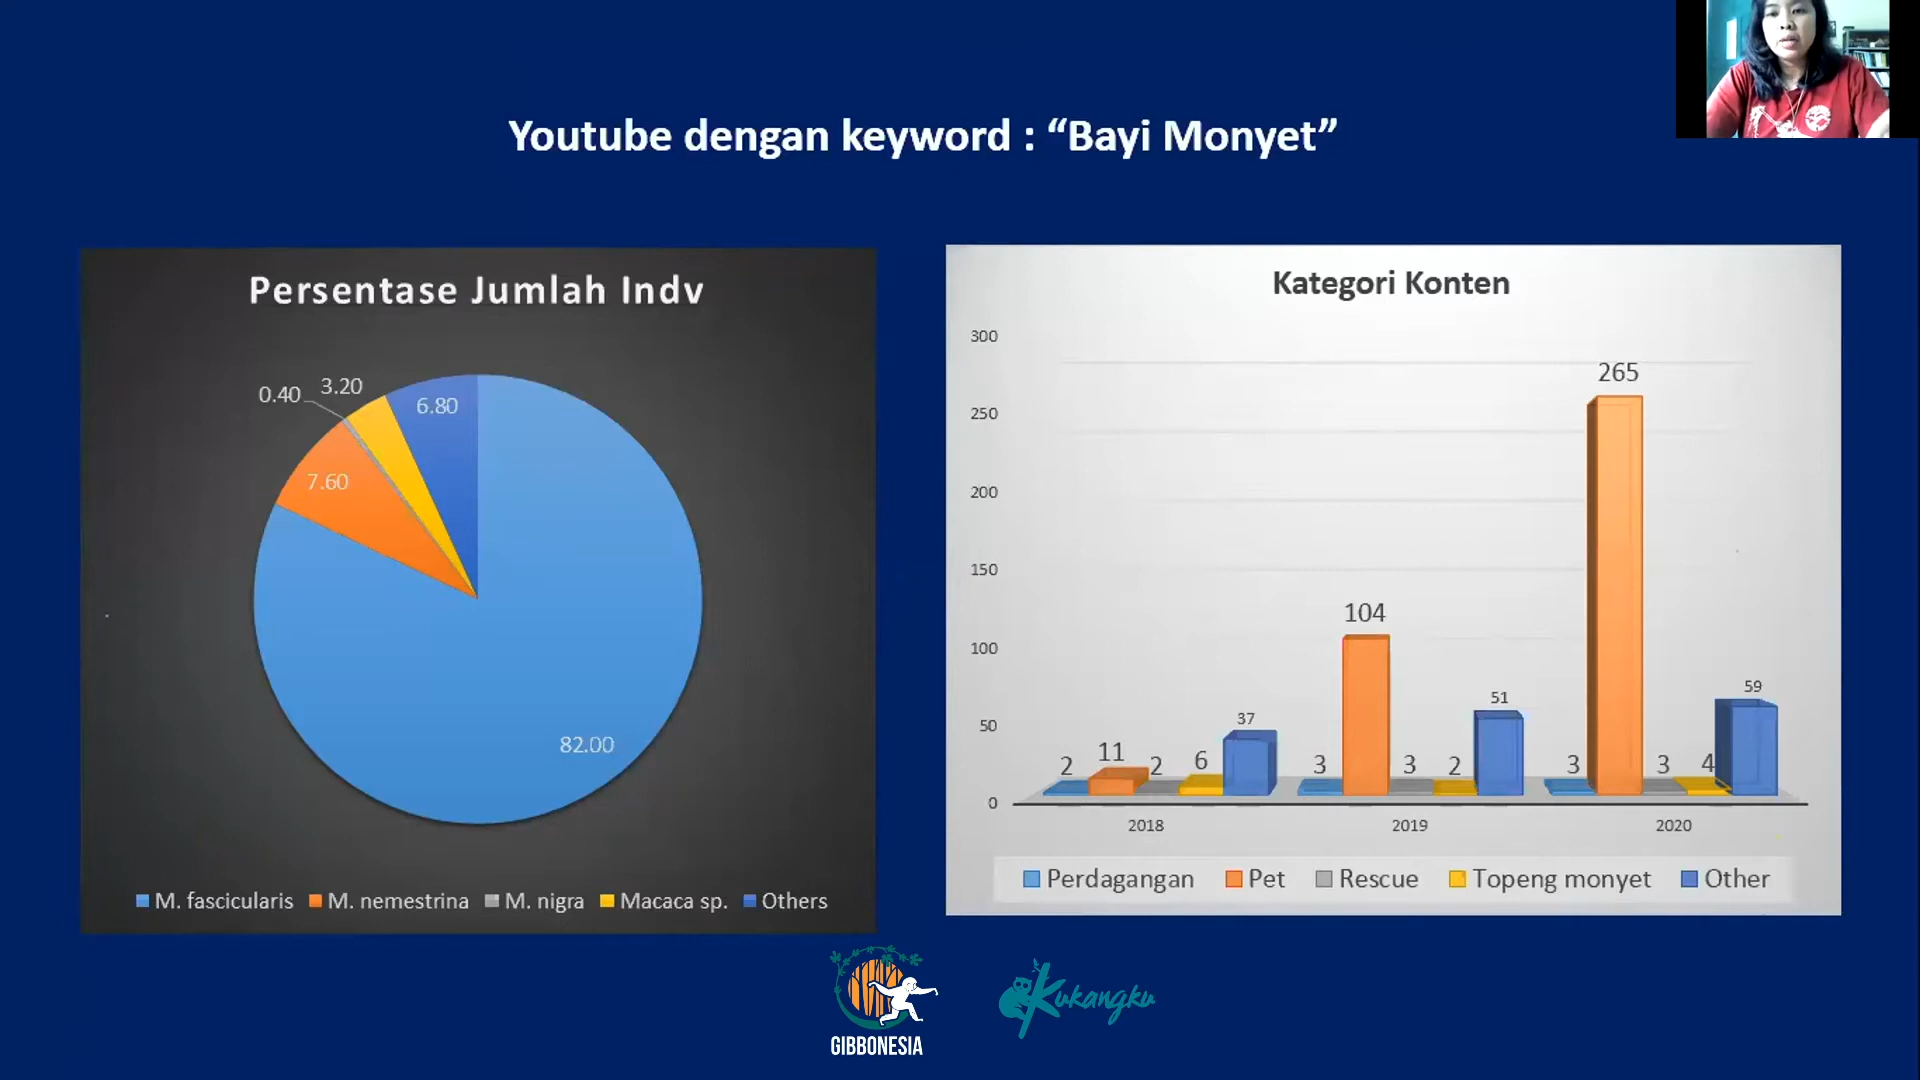 Youtube dengan keyword : “Bayi Monyet”
Persentase Jumlah Indv
0.40
3.20
6.80
7.60
82.00
M. fascicularis
M. nemestrina
M. nigra
Macaca sp.
Others
Kategori Konten
300
250
200
150
100
50
0
2
11
2
6
37
3
104
3
2
51
3
265
3
4
59
2018
2019
2020
Perdagangan
Pet
Rescue
Topeng monyet
Other
GIBBONESIA
Kukangku